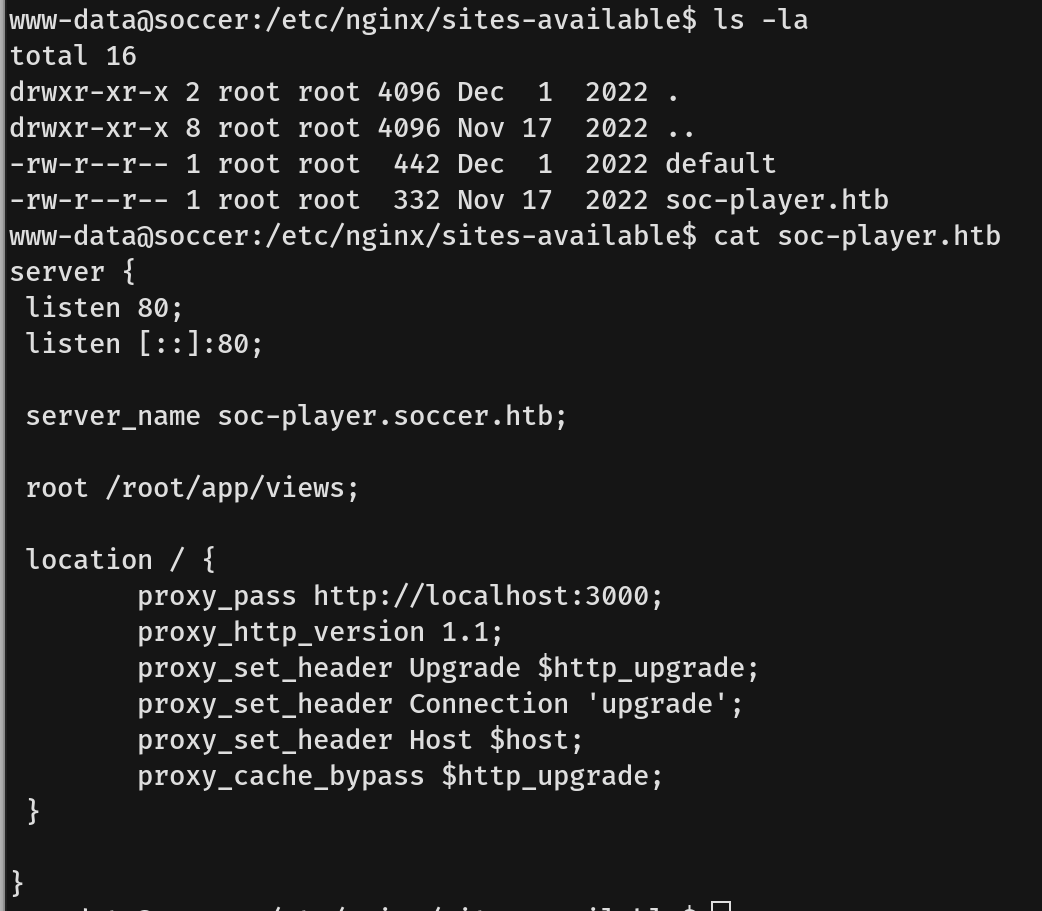 www-data@soccer:/etc/nginx/sites-available$ ls -la
total 16
drwxr-xr-x 2 root root 4096 Dec  1  2022 .
drwxr-xr-x 8 root root 4096 Nov 17  2022 ..
-rw-r--r-- 1 root root  442 Dec  1  2022 default
-rw-r--r-- 1 root root  332 Nov 17  2022 soc-player.htb
www-data@soccer:/etc/nginx/sites-available$ cat soc-player.htb
server {
 listen 80;
 listen [::]:80;

 server_name soc-player.soccer.htb;

 root /root/app/views;

 location / {
        proxy_pass http://localhost:3000;
        proxy_http_version 1.1;
        proxy_set_header Upgrade $http_upgrade;
        proxy_set_header Connection 'upgrade';
        proxy_set_header Host $host;
        proxy_cache_bypass $http_upgrade;
 }

}